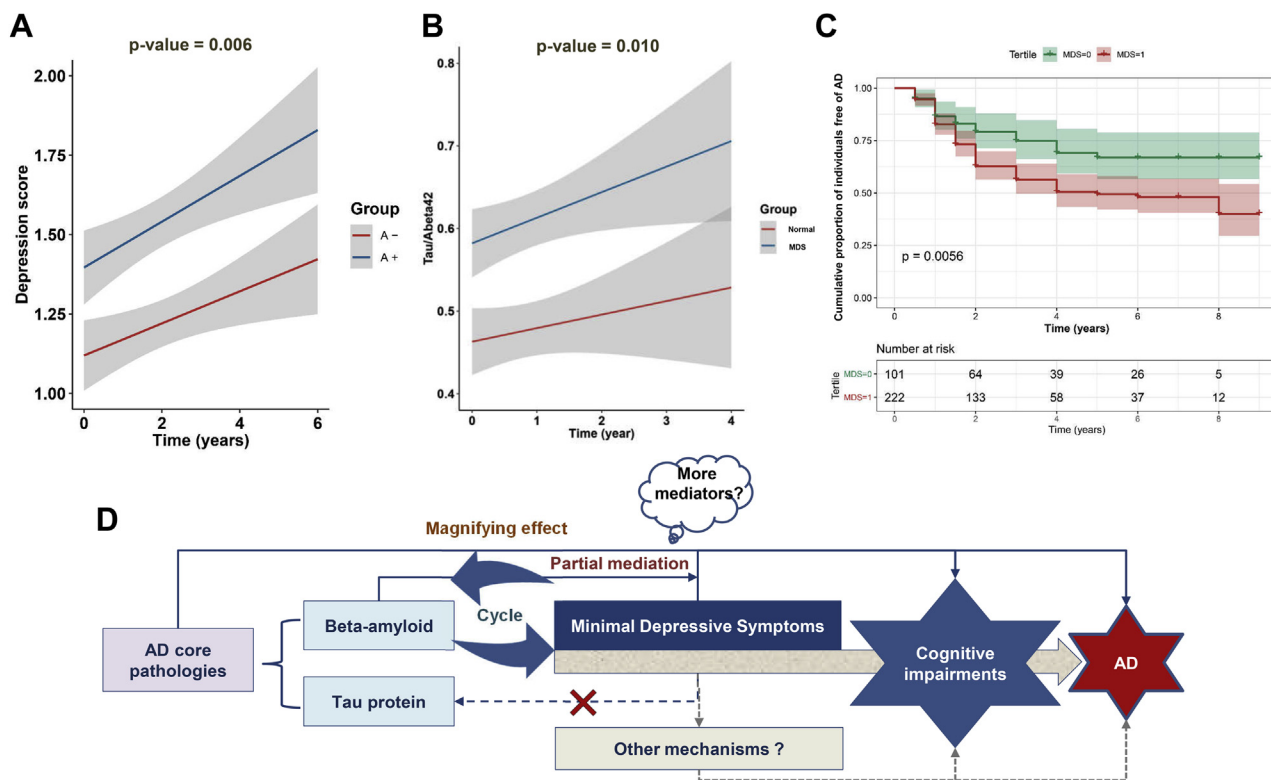 A
p-value = 0.006
2.00
1.75
1.50
1.25
1.00
Depression score
0 2 4 6
Time (years)
Group
A −
A +
B
p-value = 0.010
0.8
0.7
0.6
0.5
0.4
Tau/Abeta42
0 1 2 3 4
Time (year)
Group
Normal
MDS
C
Tertile MDS=0 MDS=1
1.00
0.75
0.50
0.25
0.00
Cumulative proportion of individuals free of AD
p = 0.0056
0 2 4 6 8
Time (years)
Number at risk
Tertile
MDS=0 101 64 39 26 5
MDS=1 222 133 58 37 12
0 2 4 6 8
Time (years)
D
More
mediators?
Magnifying effect
Partial mediation
Cycle
AD core
pathologies
Beta-amyloid
Tau protein
Minimal Depressive Symptoms
Other mechanisms ?
Cognitive
impairments
AD